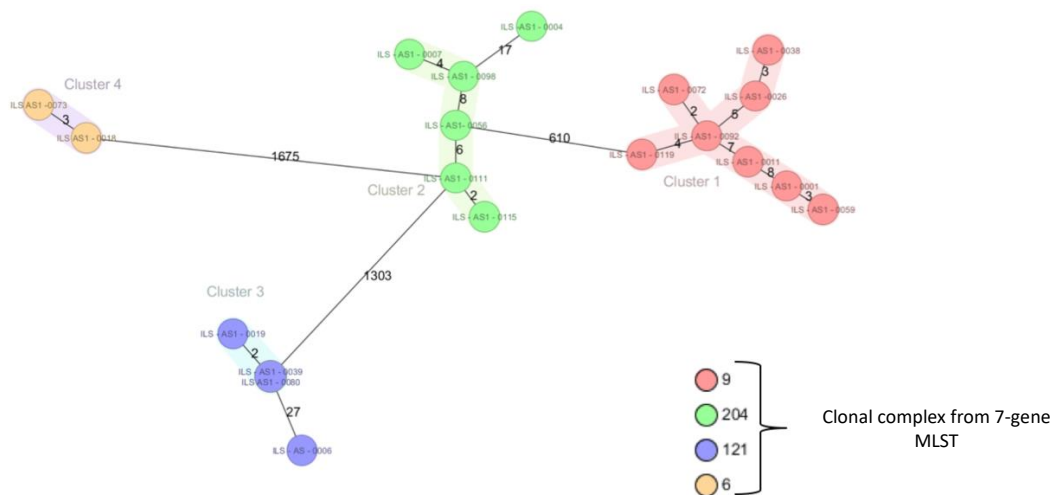 ILS - AS1 - 0004
ILS - AS1 - 0007
17
4
ILS - AS1 - 0098
ILS - AS1 - 0038
3
Cluster 4
8
ILS - AS1 - 0072
ILS - AS1 -0026
ILS AS1 -0073
2
5
3
ILS - AS1 - 0056
ILS AS1 - 0018
610
ILS - AS1 - 0092
4
7
6
1675
ILS - AS1 - 0119
ILS - AS1 - 0011
Cluster 1
8
Cluster 2
ILS - AS1 - 0111
ILS - AS1 - 0001
2
3
ILS - AS1 - 0115
ILS - AS1 - 0059
1303
Cluster 3
ILS - AS1 - 0019
2
ILS - AS1 - 0039
ILS AS1 - 0080
27
ILS - AS - 0006
9
204
121
6
Clonal complex from 7-gene
MLST